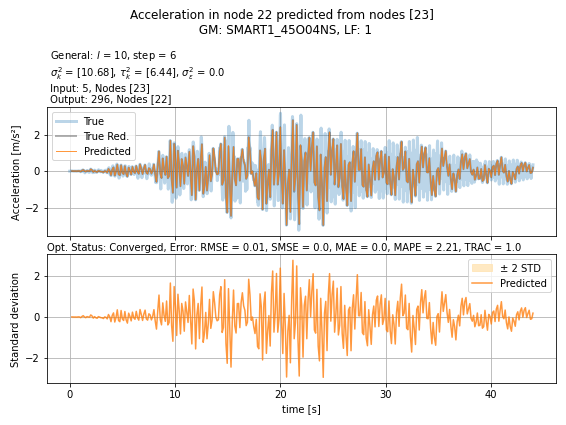 Acceleration in node 22 predicted from nodes [23]
GM: SMART1_45O04NS, LF: 1
General: l = 10, step = 6
σ²ₖ = [10.68], τ²ₖ = [6.44], σ²ₑ = 0.0
Input: 5, Nodes [23]
Output: 296, Nodes [22]
True
True Red.
Predicted
Acceleration [m/s²]
2
0
−2
Opt. Status: Converged, Error: RMSE = 0.01, SMSE = 0.0, MAE = 0.0, MAPE = 2.21, TRAC = 1.0
± 2 STD
Predicted
Standard deviation
2
0
−2
0 10 20 30 40
time [s]